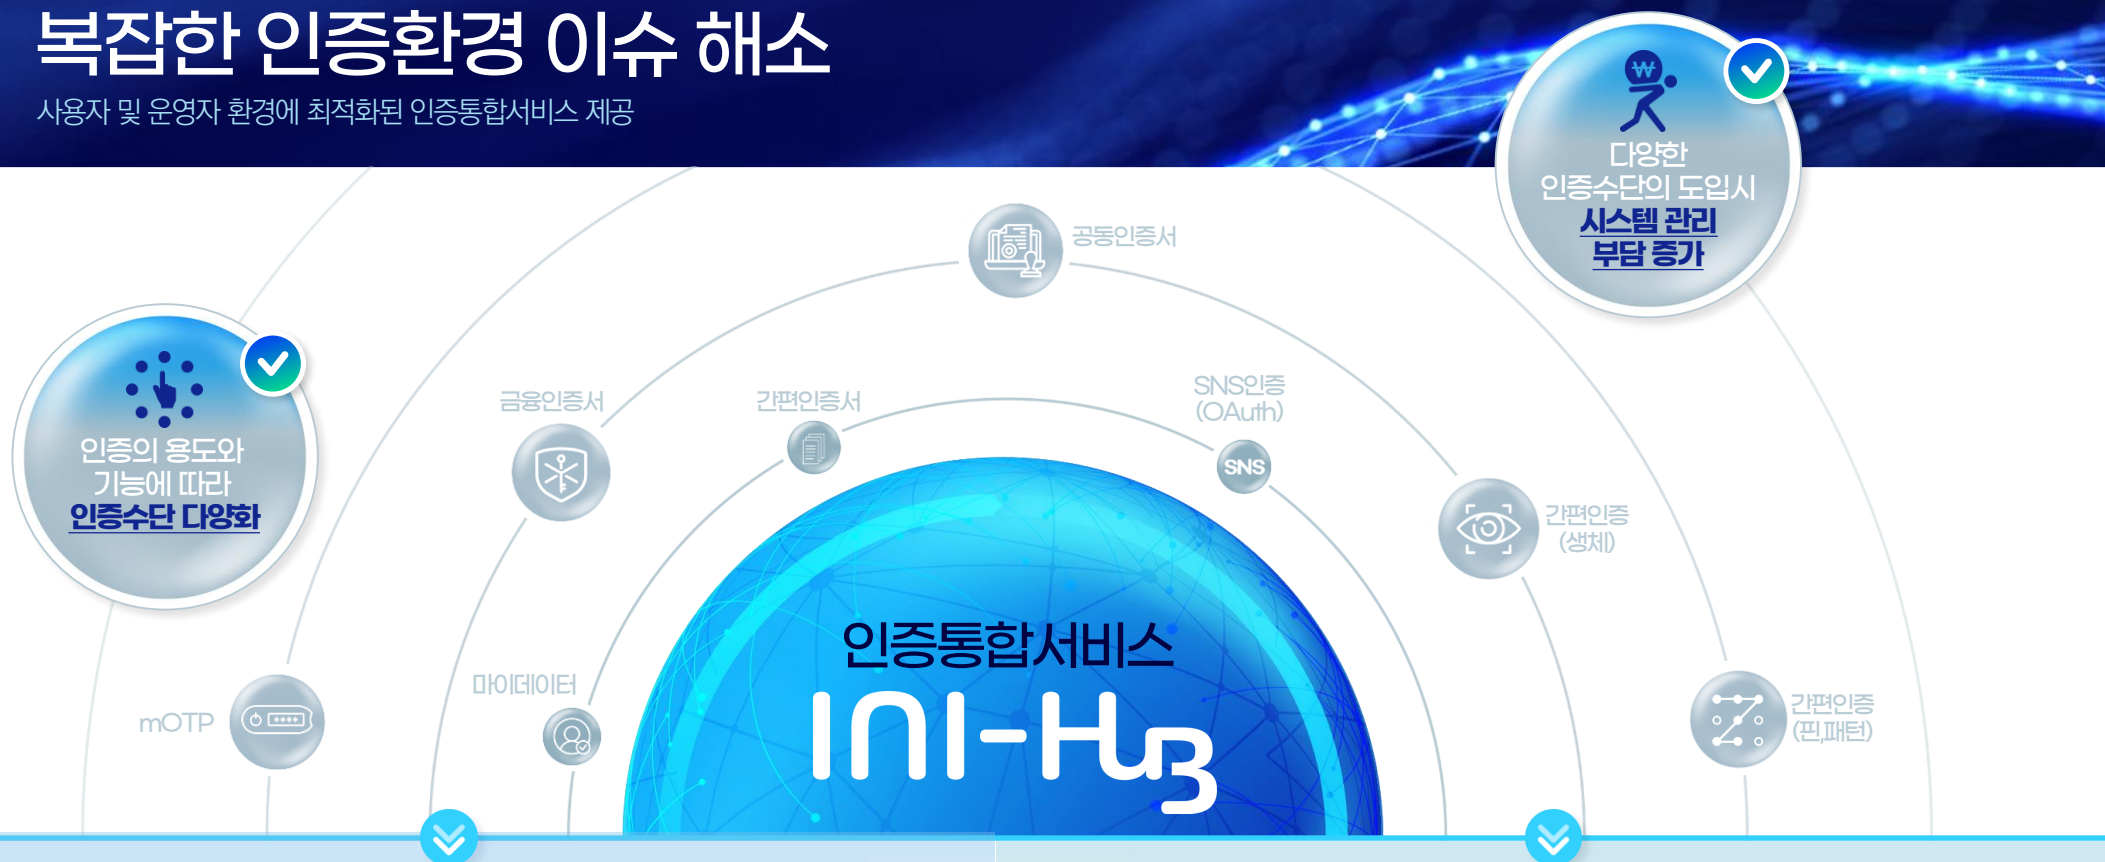 복잡한 인증환경 이슈 해소
사용자 및 운영자 환경에 최적화된 인증통합서비스 제공
다양한
인증수단의 도입시
시스템 관리
부담 증가
공동인증서
인증의 용도와
기능에 따라
인증수단 다양화
금융인증서
간편인증서
SNS인증
(OAuth)
SNS
간편인증
(생체)
마이데이터
mOTP
간편인증
(핀,패턴)
인증통합서비스
INI-HUB